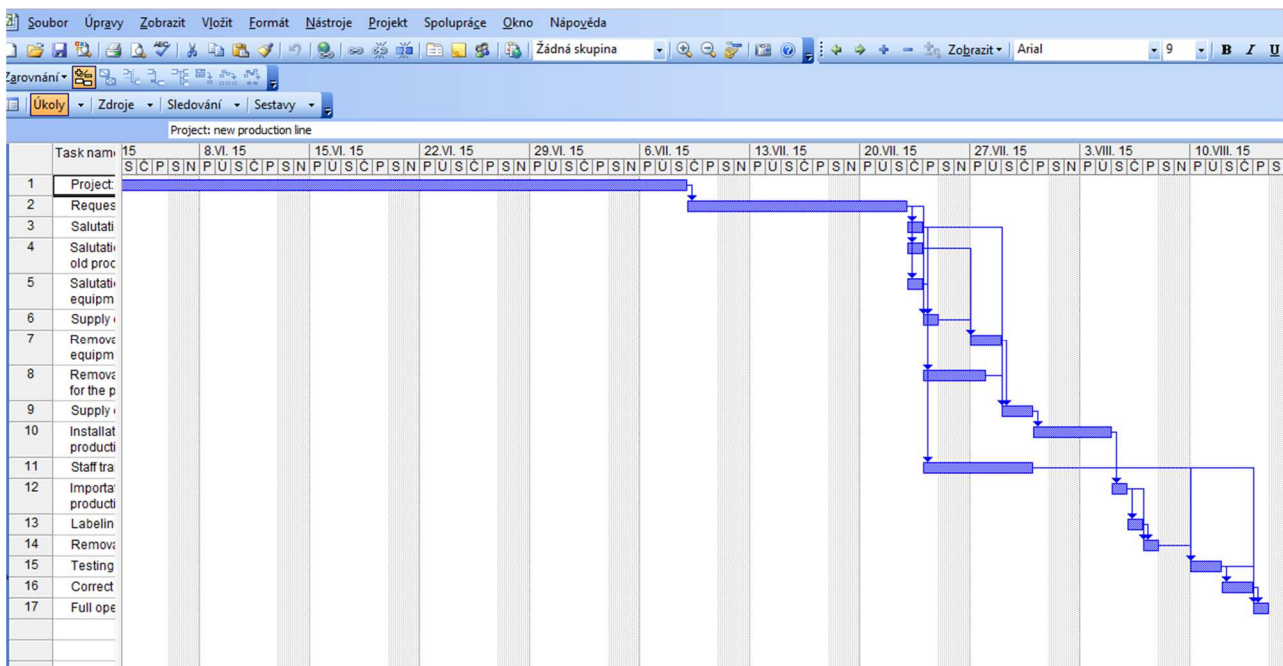 Soubor Úpravy Zobrazit Vložit Formát Nástroje Projekt Spolupráce Okno Nápověda
Žádná skupina Zobrazit Arial 9 B I U
Zarovnání
Úkoly Zdroje Sledování Sestavy
Project: new production line
Task nam 15 8.VI. 15 15.VI. 15 22.VI. 15 29.VI. 15 6.VII. 15 13.VII. 15 20.VII. 15 27.VII. 15 3.VIII. 15 10.VIII. 15
S Č P S N P Ú S Č P S N P Ú S Č P S N P Ú S Č P S N P Ú S Č P S N P Ú S Č P S N P Ú S Č P S N P Ú S Č P S N P Ú S Č P S N P Ú S Č P S N P Ú S Č P S
1 Project:
2 Reques
3 Salutati
4 Salutati
old proc
5 Salutati
equipm
6 Supply
7 Remova
equipm
8 Remova
for the p
9 Supply
10 Installat
producti
11 Staff tra
12 Importa
producti
13 Labelin
14 Remova
15 Testing
16 Correct
17 Full ope